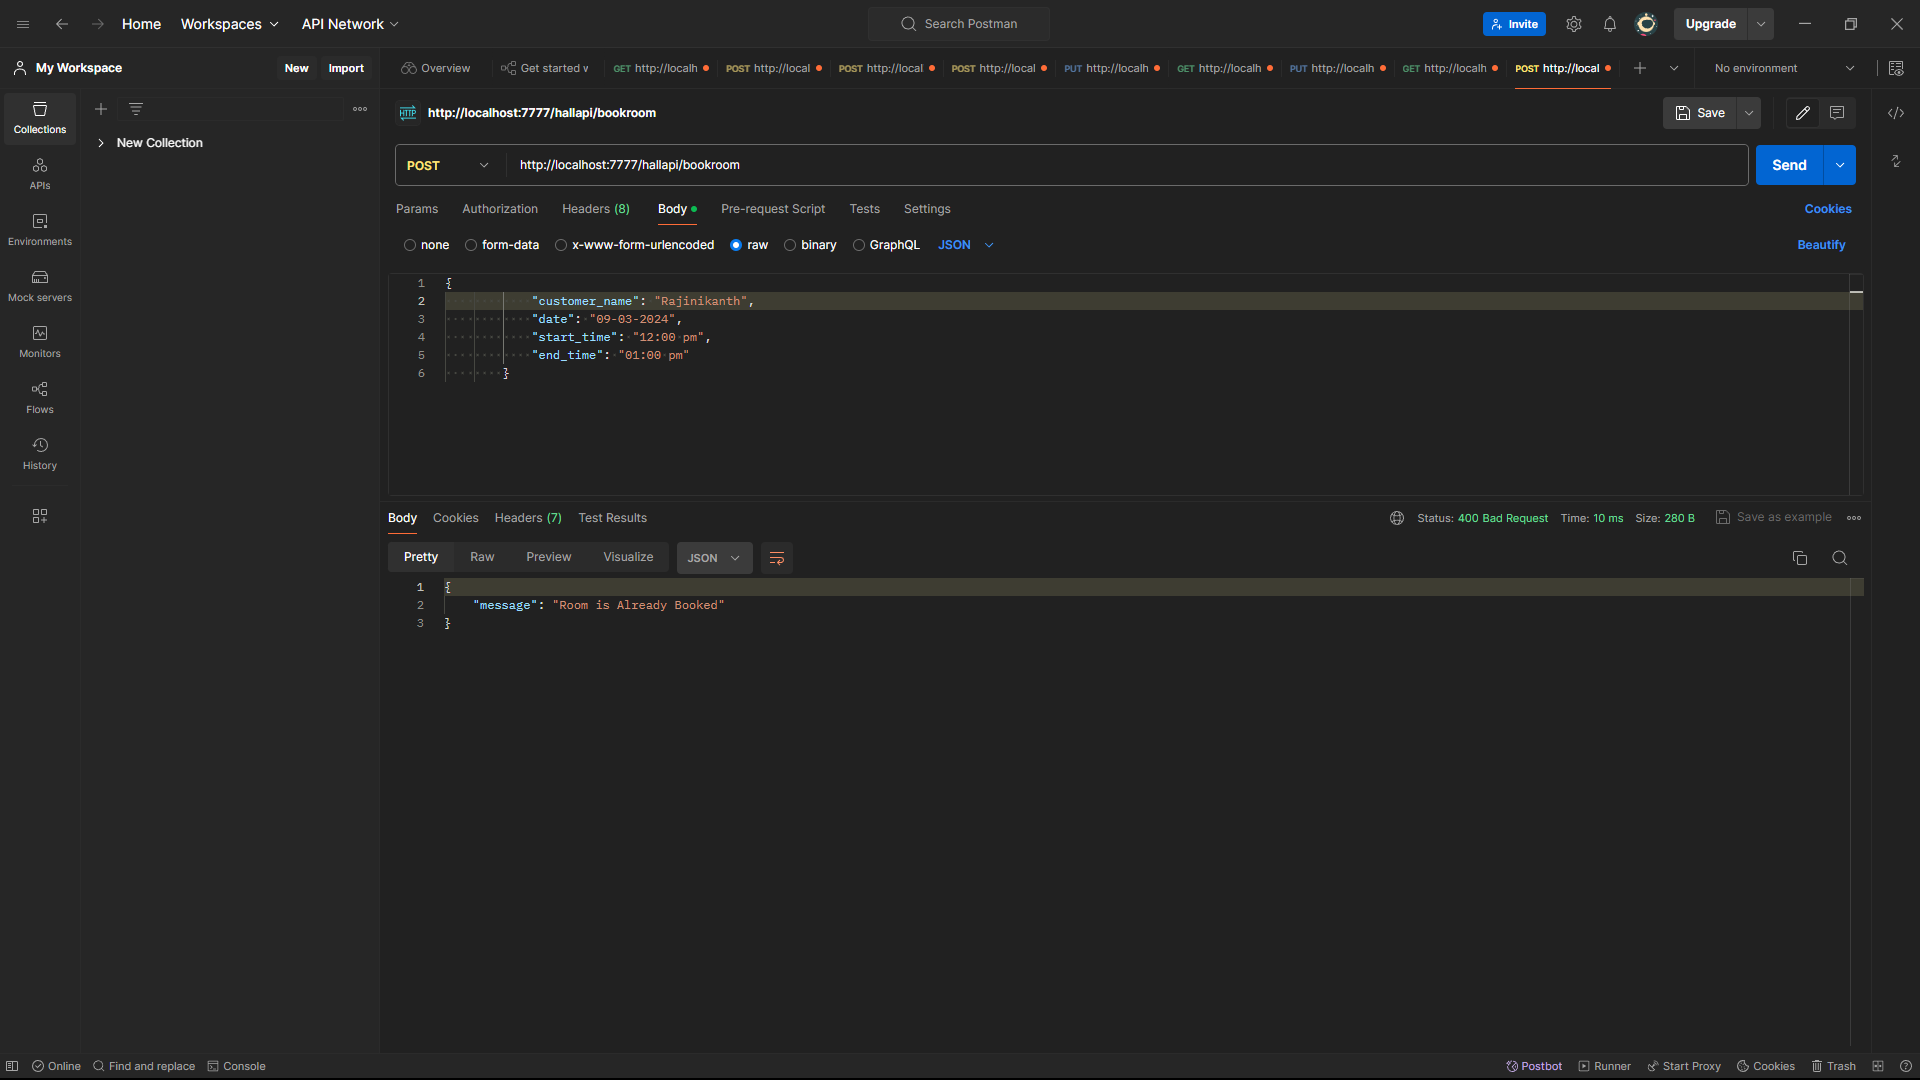 Home Workspaces API Network Search Postman Invite Upgrade
My Workspace New Import Overview Get started v GET http://localh POST http://local POST http://local POST http://local PUT http://localh GET http://localh PUT http://localh GET http://localh POST http://local No environment
Collections
APIs
Environments
Mock servers
Monitors
Flows
History
New Collection
HTTP http://localhost:7777/hallapi/bookroom Save
POST http://localhost:7777/hallapi/bookroom Send
Params Authorization Headers (8) Body Pre-request Script Tests Settings Cookies
none form-data x-www-form-urlencoded raw binary GraphQL JSON Beautify
1 {
2 "customer_name": "Rajinikanth",
3 "date": "09-03-2024",
4 "start_time": "12:00 pm",
5 "end_time": "01:00 pm"
6 }
Body Cookies Headers (7) Test Results Status: 400 Bad Request Time: 10 ms Size: 280 B Save as example
Pretty Raw Preview Visualize JSON
1 {
2 "message": "Room is Already Booked"
3 }
Online Find and replace Console Postbot Runner Start Proxy Cookies Trash